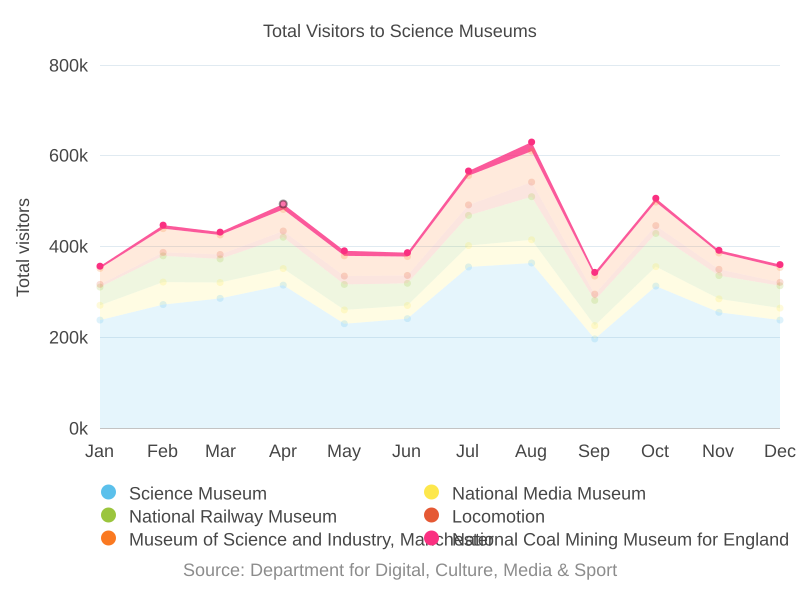 Total Visitors to Science Museums
Total visitors
800k
600k
400k
200k
0k
Jan Feb Mar Apr May Jun Jul Aug Sep Oct Nov Dec
Science Museum National Media Museum
National Railway Museum Locomotion
Museum of Science and Industry, Manchester National Coal Mining Museum for England
Source: Department for Digital, Culture, Media & Sport